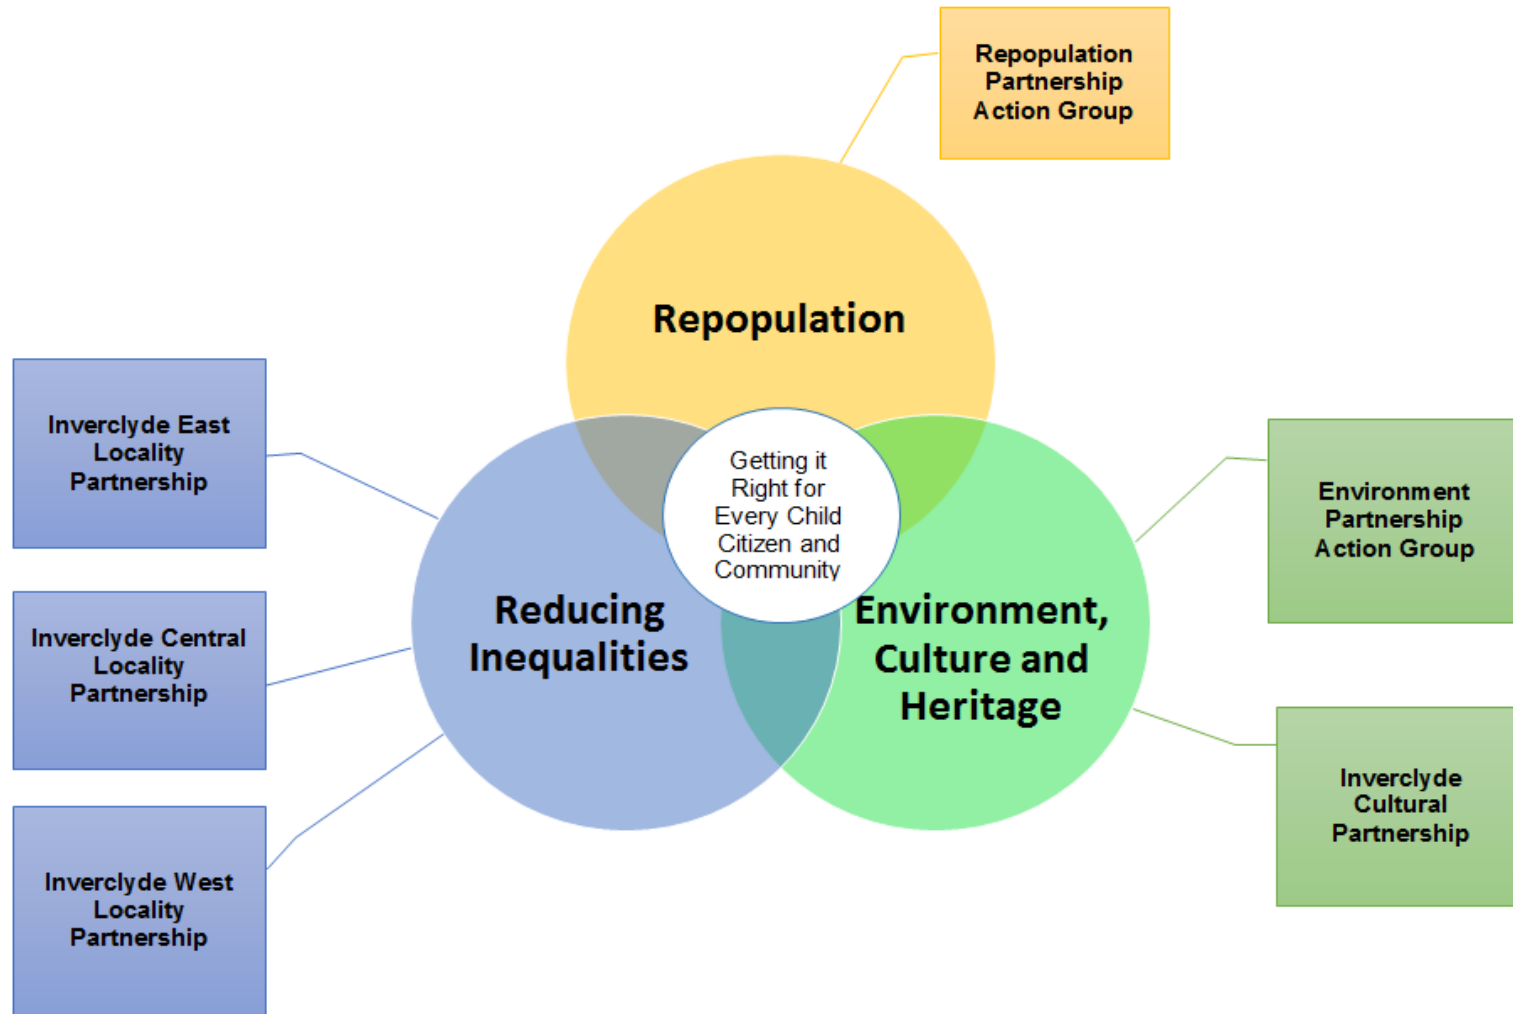 Repopulation
Partnership
Action Group
Repopulation
Inverclyde East
Locality
Partnership
Getting it
Right for
Every Child
Citizen and
Community
Environment
Partnership
Action Group
Reducing
Inequalities
Environment,
Culture and
Heritage
Inverclyde Central
Locality
Partnership
Inverclyde
Cultural
Partnership
Inverclyde West
Locality
Partnership